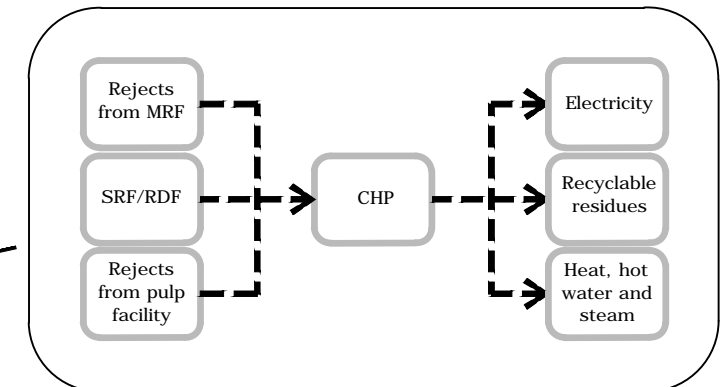 Rejects
from MRF
SRF/RDF
Rejects
from pulp
facility
CHP
Electricity
Recyclable
residues
Heat, hot
water and
steam